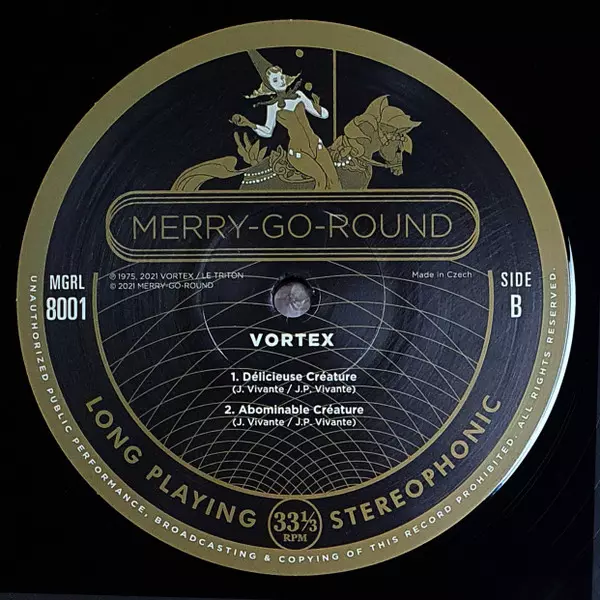 MERRY-GO-ROUND
MGRL
8001
℗ 1975, 2021 VORTEX / LE TRITON
© 2021 MERRY-GO-ROUND
Made in Czech
SIDE
B
VORTEX
1. Délicieuse Créature
(J. Vivante / J.P. Vivante)
2. Abominable Créature
(J. Vivante / J.P. Vivante)
LONG PLAYING
33 1/3
RPM
STEREOPHONIC
UNAUTHORIZED PUBLIC PERFORMANCE, BROADCASTING & COPYING OF THIS RECORD PROHIBITED. ALL RIGHTS RESERVED.